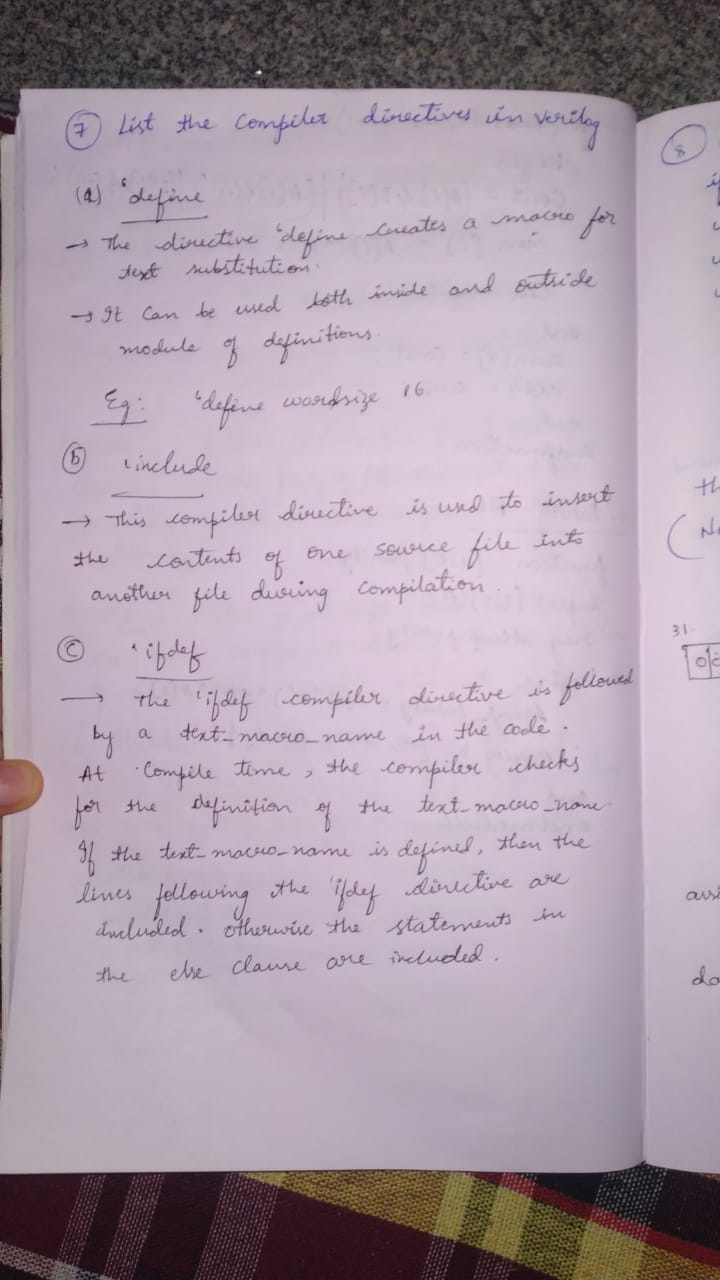 7 List the compiler directives in verilog
(a) 'define
→ The directive 'define creates a macro for
text substitution.
→ It can be used both inside and outside
module of definitions.
Eg: 'define wordsize 16
b 'include
→ This compiler directive is used to insert
the contents of one source file into
another file during compilation
c 'ifdef
→ The 'ifdef compiler directive is followed
by a text_macro_name in the code.
At compile time, the compiler checks
for the definition of the text_macro_name
If the text_macro_name is defined, then the
lines following the 'ifdef directive are
included. otherwise the statements in
the else clause are included.
8
th
(No
31.